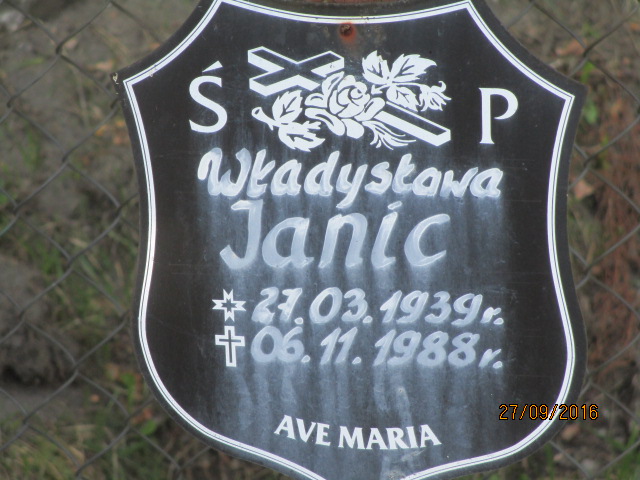 Ś P
Władysława
Janic
27.03.1939r.
06.11.1988r.
AVE MARIA
27/09/2016